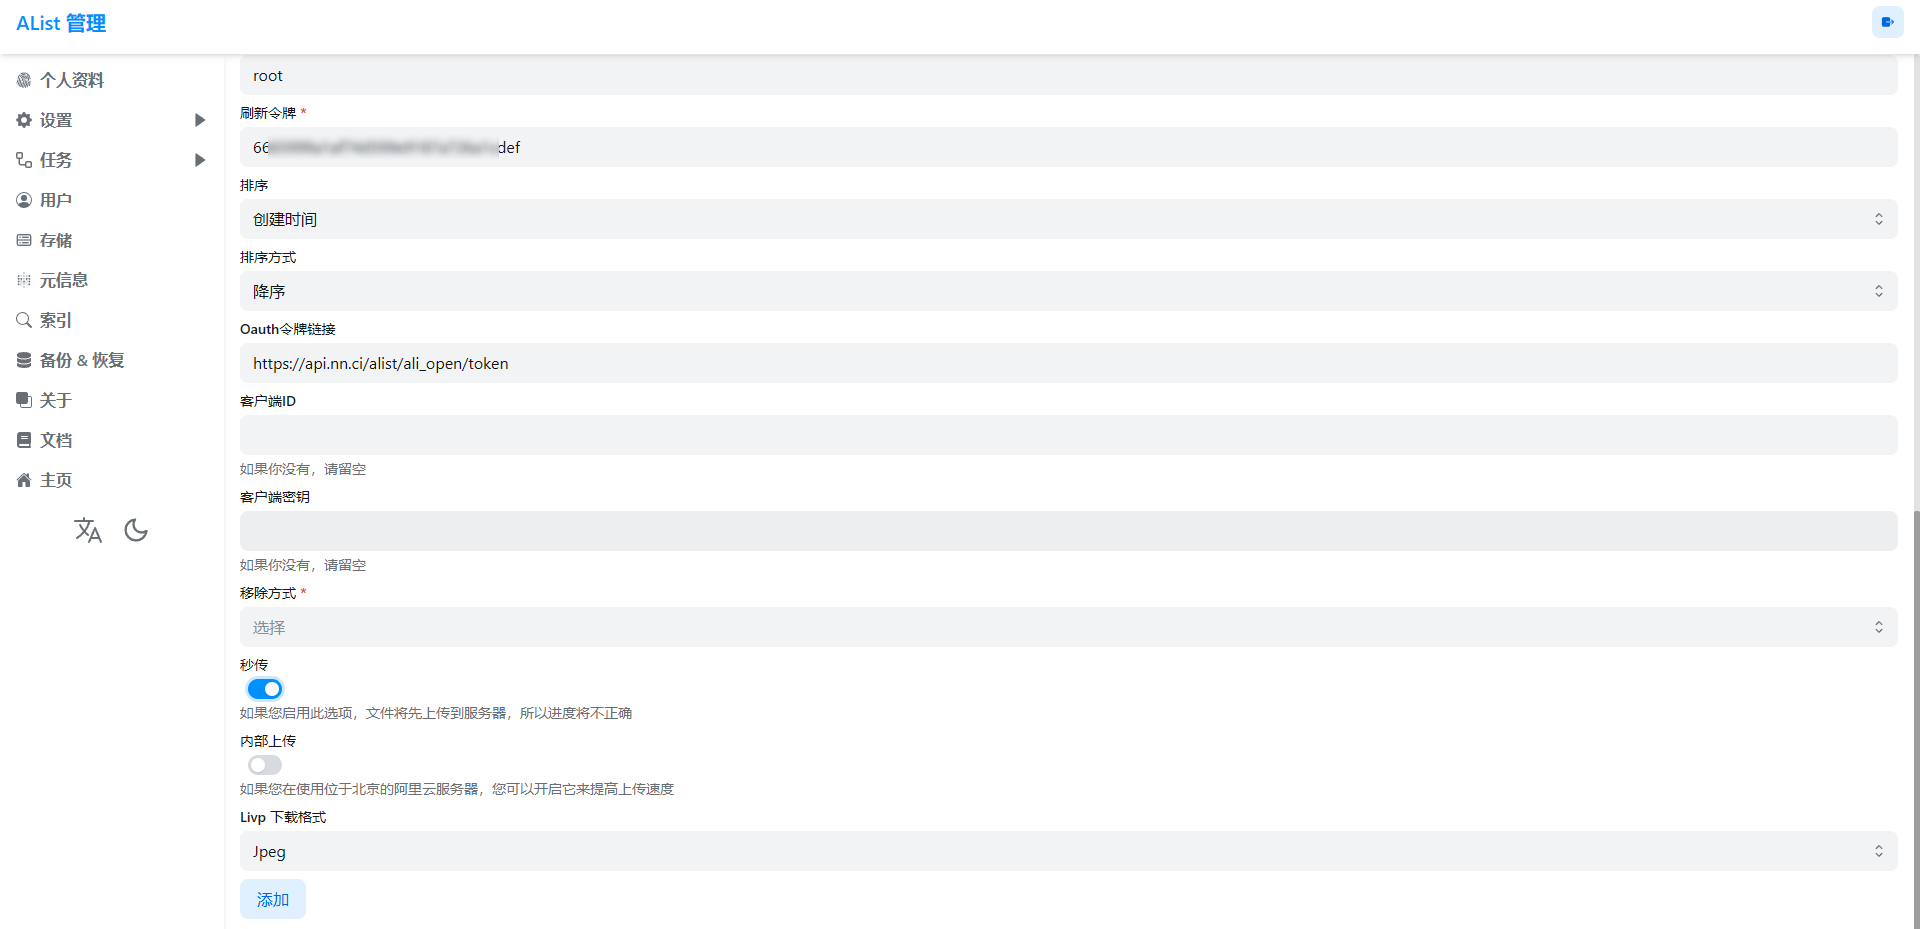 AList 管理
个人资料
设置
任务
用户
存储
元信息
索引
备份 & 恢复
关于
文档
主页
root
刷新令牌 *
66
def
排序
创建时间
排序方式
降序
Oauth令牌链接
https://api.nn.ci/alist/ali_open/token
客户端ID
如果你没有，请留空
客户端密钥
如果你没有，请留空
移除方式 *
选择
秒传
如果您启用此选项，文件将先上传到服务器，所以进度将不正确
内部上传
如果您在使用位于北京的阿里云服务器，您可以开启它来提高上传速度
Livp 下载格式
Jpeg
添加